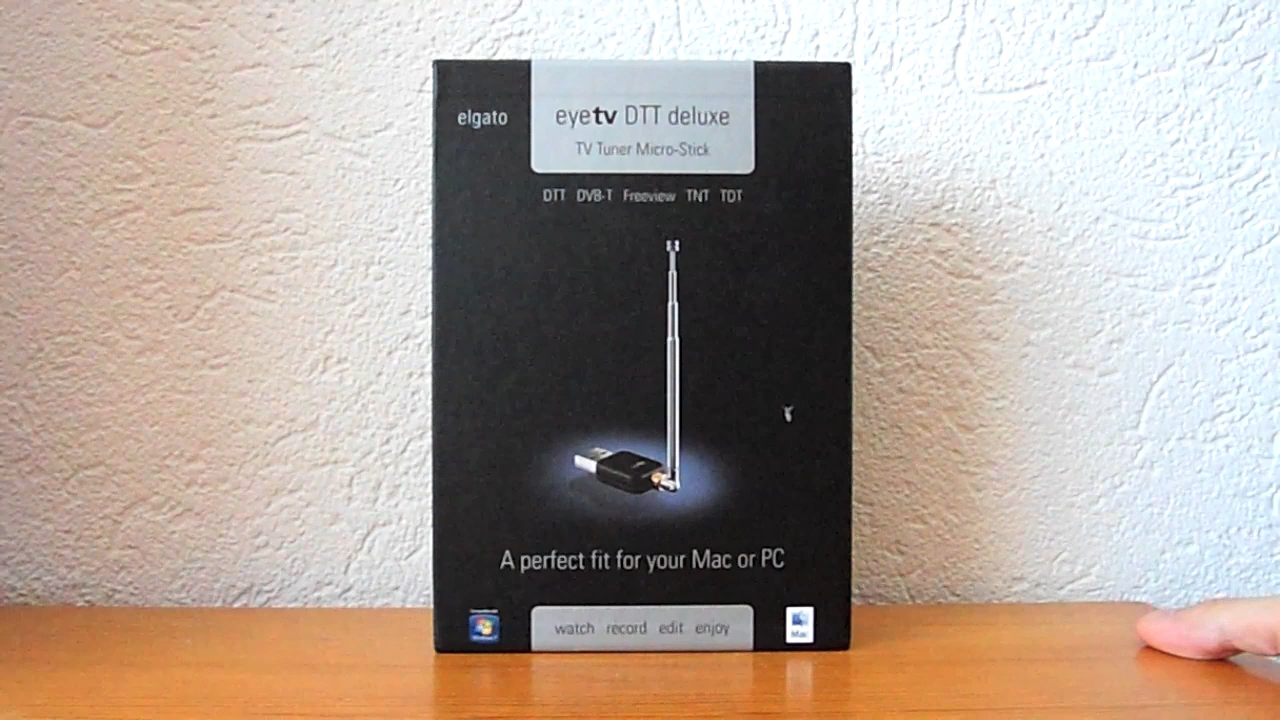 elgato
eyetv DTT deluxe
TV Tuner Micro-Stick
DTT DVB-T Freeview TNT TDT
A perfect fit for your Mac or PC
watch record edit enjoy
Mac